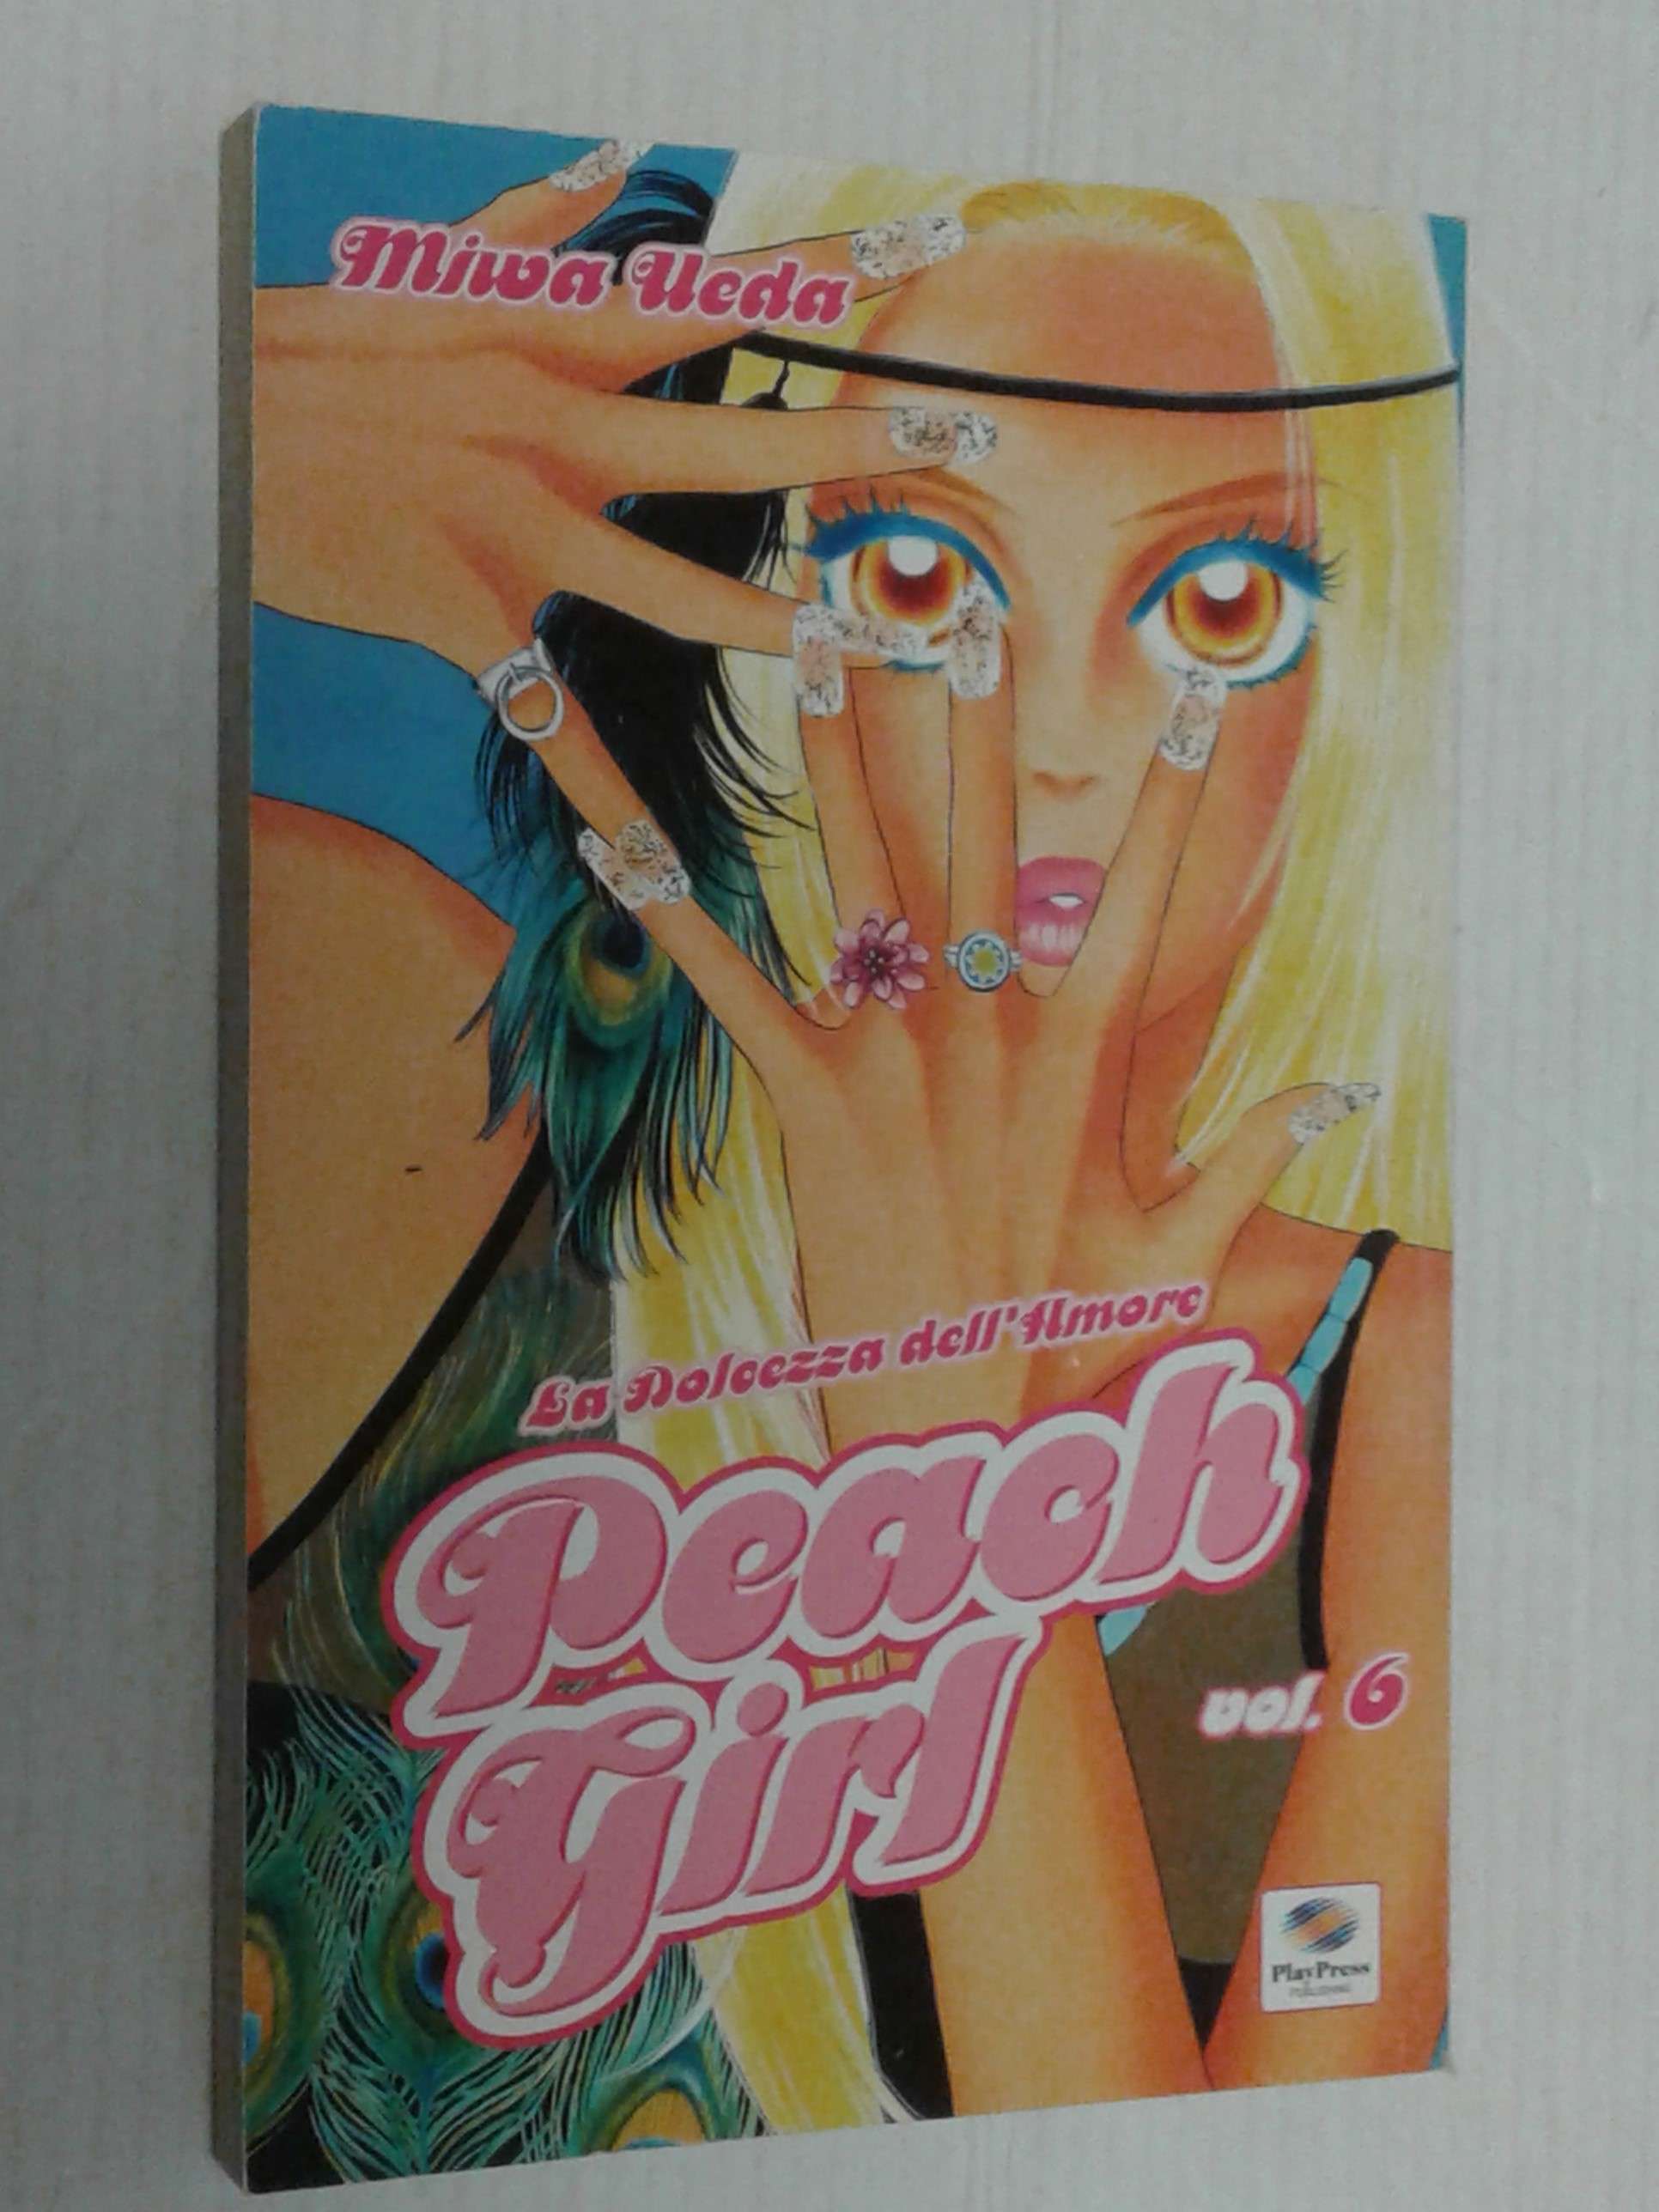 Miwa Ueda
La Dolcezza dell'Amore
Peach
Girl
vol. 6
PlayPress